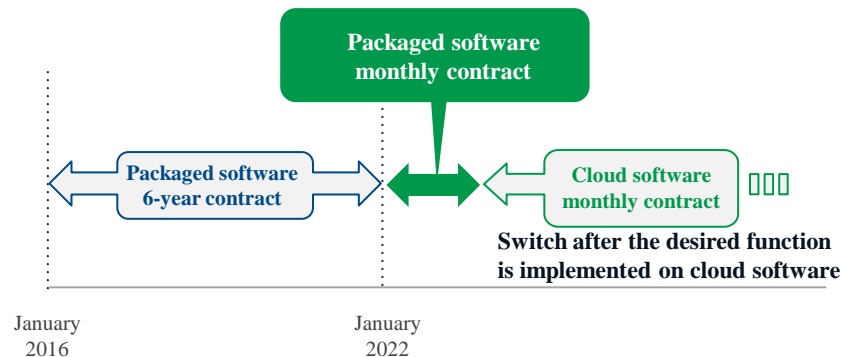 Packaged software
monthly contract
Packaged software
6-year contract
Cloud software
monthly contract
Switch after the desired function
is implemented on cloud software
January
2016
January
2022